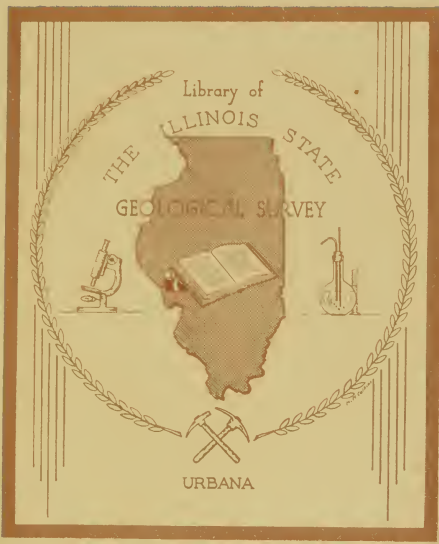 Library of
THE ILLINOIS STATE
GEOLOGICAL SURVEY
URBANA